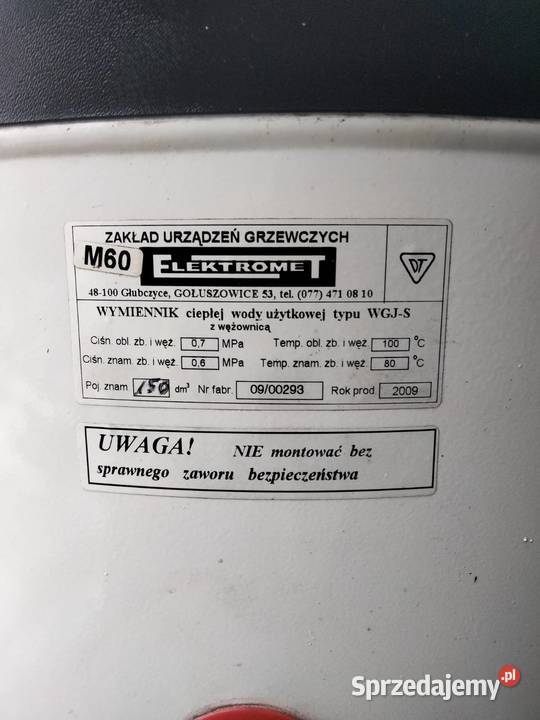 ZAKŁAD URZĄDZEŃ GRZEWCZYCH
M60 ELEKTROMET DT
48-100 Głubczyce, GOŁUSZOWICE 53, tel. (077) 471 08 10
WYMIENNIK ciepłej wody użytkowej typu WGJ-S
z wężownicą
Ciśn. obl. zb. i węż. 0,7 MPa Temp. obl. zb. i węż. 100 °C
Ciśn. znam. zb. i węż. 0,6 MPa Temp. znam. zb. i węż. 80 °C
Poj. znam 150 dm³ Nr fabr. 09/00293 Rok prod. 2009
UWAGA! NIE montować bez
sprawnego zaworu bezpieczeństwa
Sprzedajemy.pl